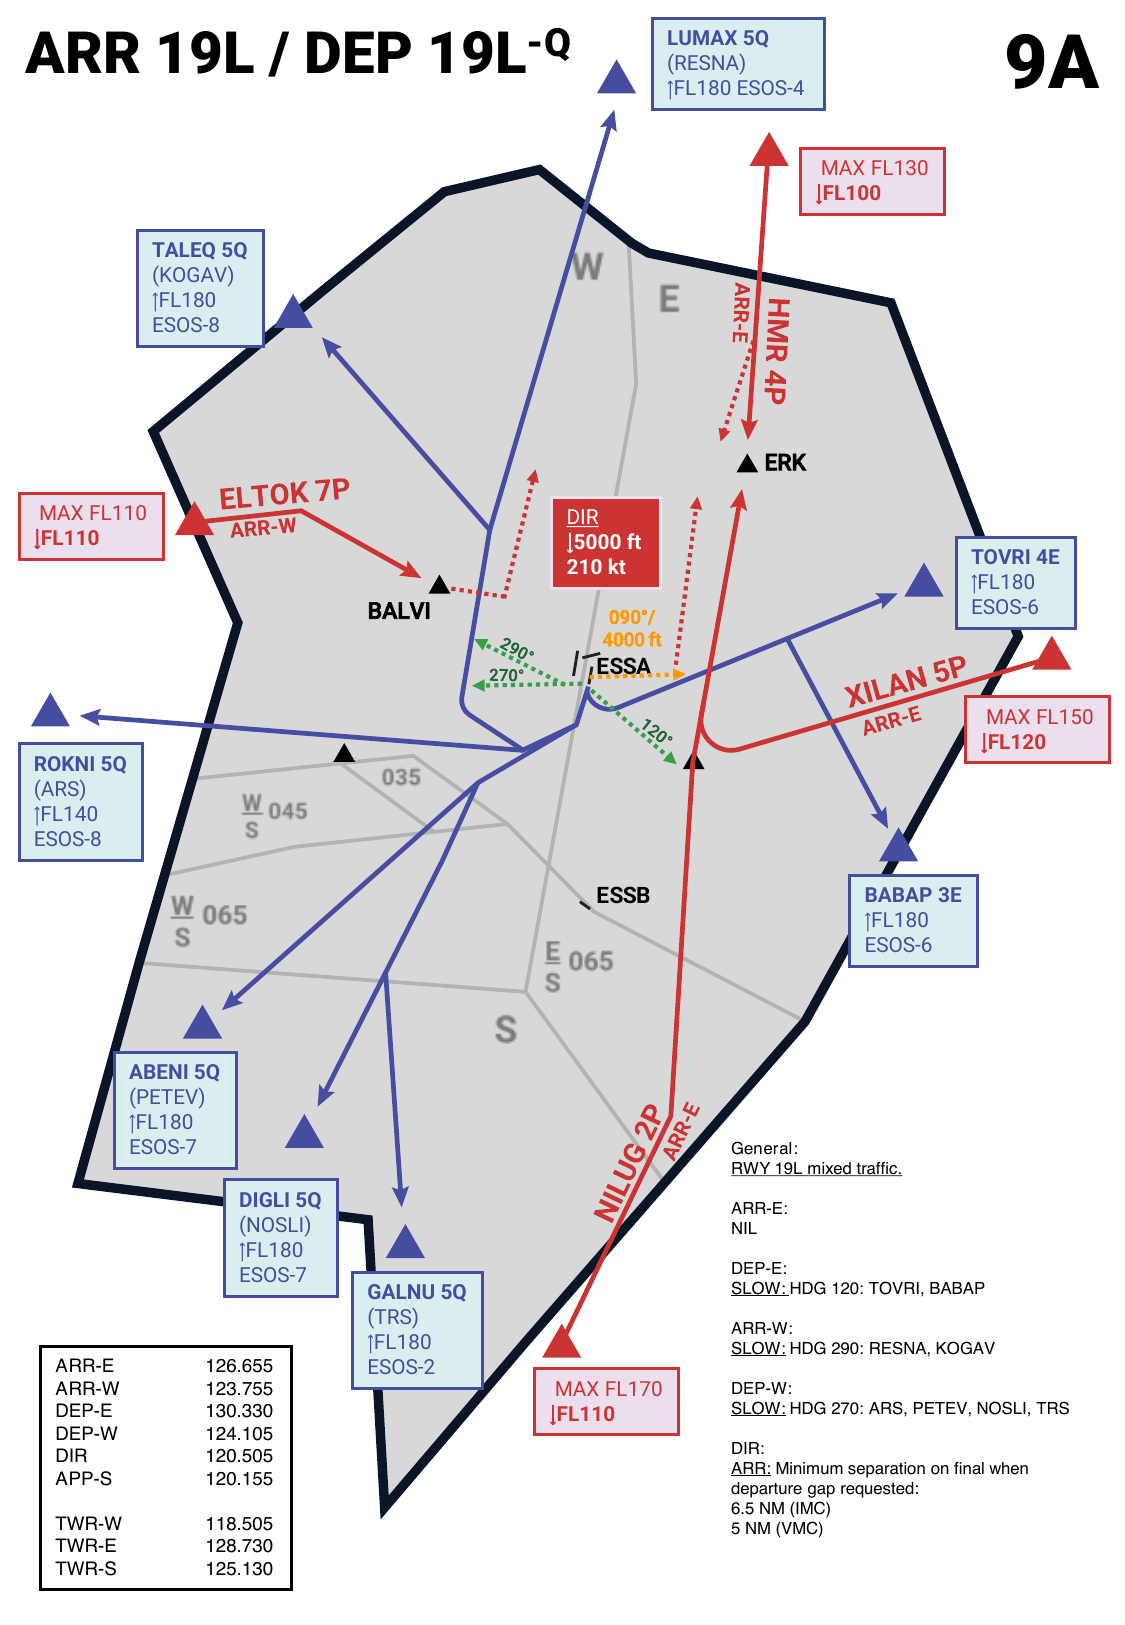 ARR 19L / DEP 19L-Q
9A
LUMAX 5Q
(RESNA)
↑FL180 ESOS-4
MAX FL130
↓FL100
TALEQ 5Q
(KOGAV)
↑FL180
ESOS-8
W
E
ARR-E
HMR 4P
ERK
MAX FL110
↓FL110
ELTOK 7P
ARR-W
BALVI
DIR
↓5000 ft
210 kt
090°/
4000 ft
ESSA
290°
270°
120°
TOVRI 4E
↑FL180
ESOS-6
XILAN 5P
ARR-E
MAX FL150
↓FL120
ROKNI 5Q
(ARS)
↑FL140
ESOS-8
035
W
S
045
W
S
065
ESSB
E
S
065
S
BABAP 3E
↑FL180
ESOS-6
ABENI 5Q
(PETEV)
↑FL180
ESOS-7
DIGLI 5Q
(NOSLI)
↑FL180
ESOS-7
GALNU 5Q
(TRS)
↑FL180
ESOS-2
NILUG 2P
ARR-E
MAX FL170
↓FL110
General:
RWY 19L mixed traffic.
ARR-E:
NIL
DEP-E:
SLOW: HDG 120: TOVRI, BABAP
ARR-W:
SLOW: HDG 290: RESNA, KOGAV
DEP-W:
SLOW: HDG 270: ARS, PETEV, NOSLI, TRS
DIR:
ARR: Minimum separation on final when
departure gap requested:
6.5 NM (IMC)
5 NM (VMC)
ARR-E 126.655
ARR-W 123.755
DEP-E 130.330
DEP-W 124.105
DIR 120.505
APP-S 120.155
TWR-W 118.505
TWR-E 128.730
TWR-S 125.130